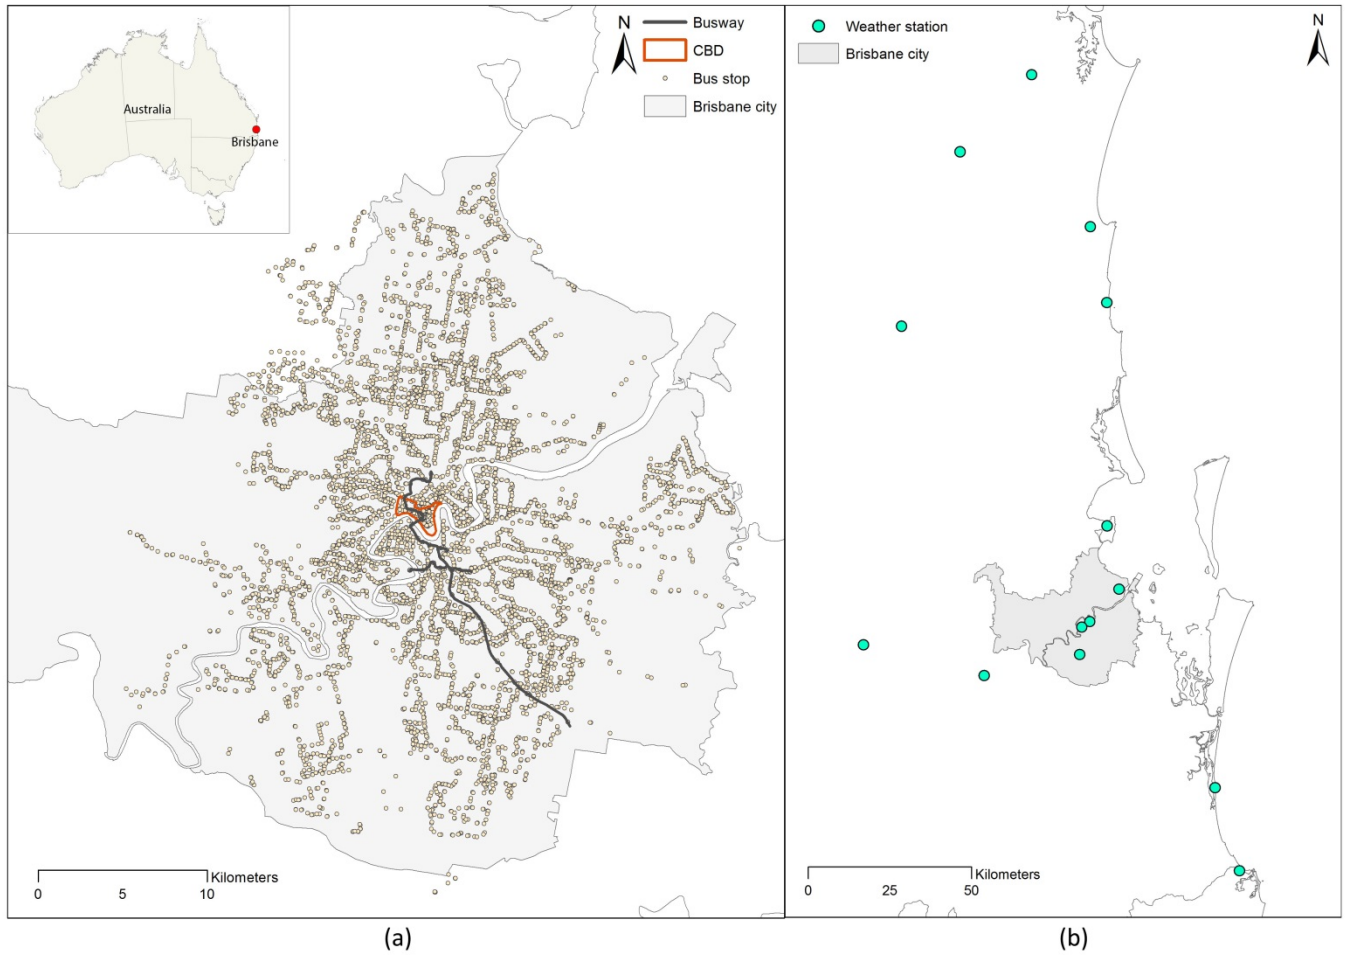 Australia
Brisbane
N
Busway
CBD
Bus stop
Brisbane city
Kilometers
0 5 10
(a)
Weather station
Brisbane city
N
Kilometers
0 25 50
(b)